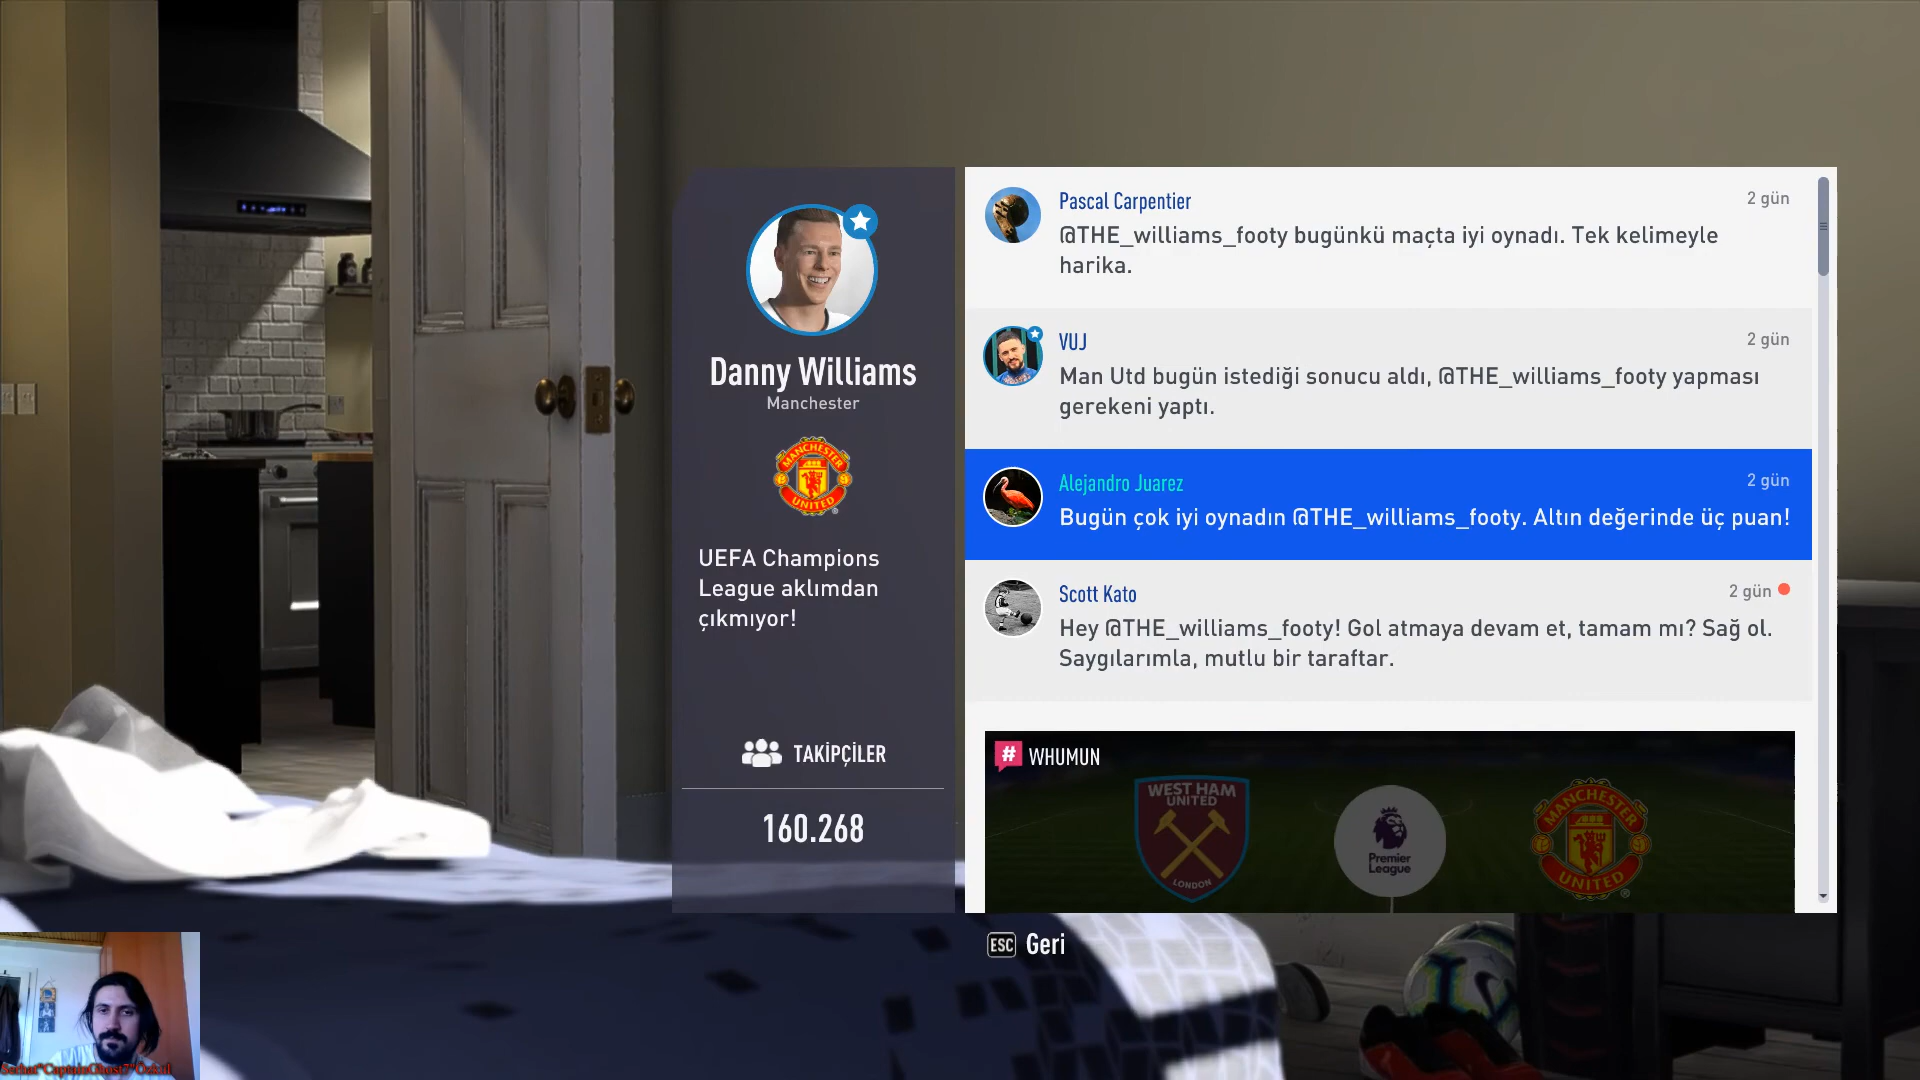 Danny Williams
Manchester
MANCHESTER
UNITED
UEFA Champions
League aklımdan
çıkmıyor!
TAKİPÇİLER
160.268
Pascal Carpentier
2 gün
@THE_williams_footy bugünkü maçta iyi oynadı. Tek kelimeyle
harika.
VUJ
2 gün
Man Utd bugün istediği sonucu aldı, @THE_williams_footy yapması
gerekeni yaptı.
Alejandro Juarez
2 gün
Bugün çok iyi oynadın @THE_williams_footy. Altın değerinde üç puan!
Scott Kato
2 gün
Hey @THE_williams_footy! Gol atmaya devam et, tamam mı? Sağ ol.
Saygılarımla, mutlu bir taraftar.
# WHUMUN
WEST HAM
UNITED
LONDON
Premier
League
MANCHESTER
UNITED
ESC Geri